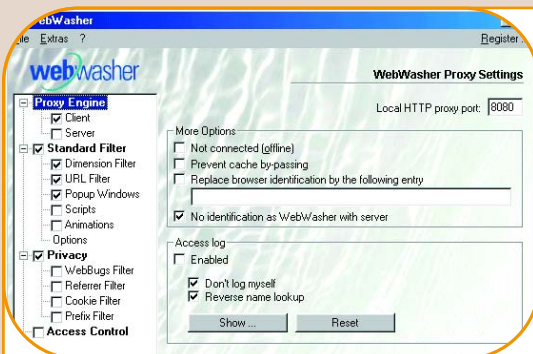 WebWasher
File Extras ? Register
webwasher
WebWasher Proxy Settings
Proxy Engine
Client
Server
Standard Filter
Dimension Filter
URL Filter
Popup Windows
Scripts
Animations
Options
Privacy
WebBugs Filter
Referrer Filter
Cookie Filter
Prefix Filter
Access Control
Local HTTP proxy port: 8080
More Options
Not connected (offline)
Prevent cache by-passing
Replace browser identification by the following entry
No identification as WebWasher with server
Access log
Enabled
Don't log myself
Reverse name lookup
Show ... Reset